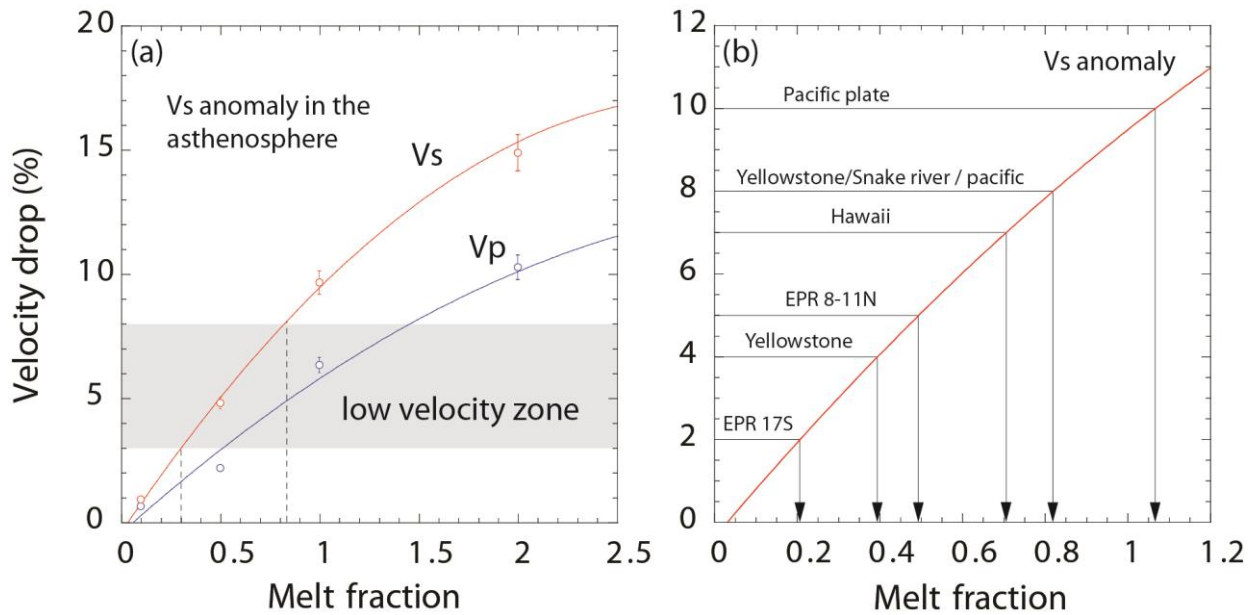 (a)
Vs anomaly in the
asthenosphere
Vs
Vp
low velocity zone
Velocity drop (%)
20
15
10
5
0
0 0.5 1 1.5 2 2.5
Melt fraction
(b)
Vs anomaly
Pacific plate
Yellowstone/Snake river / pacific
Hawaii
EPR 8-11N
Yellowstone
EPR 17S
12
10
8
6
4
2
0
0 0.2 0.4 0.6 0.8 1 1.2
Melt fraction